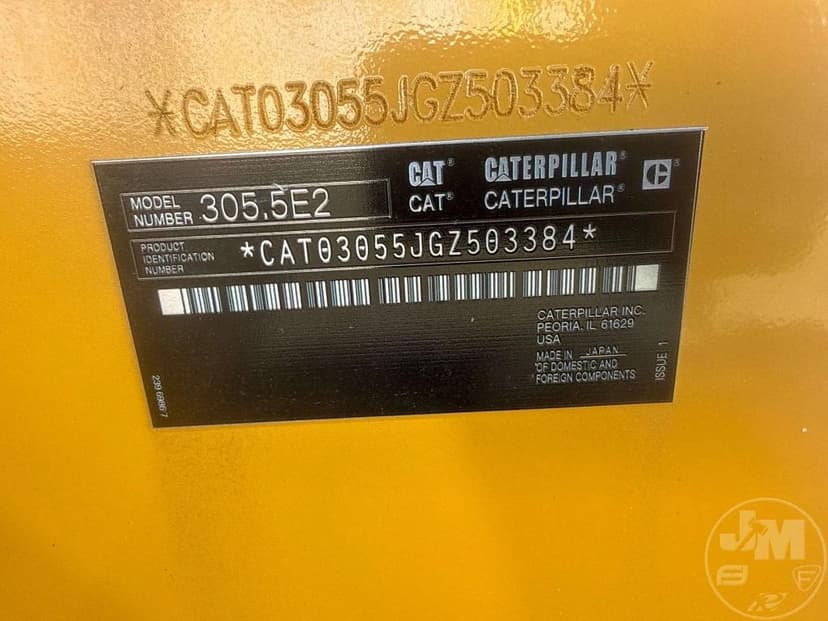 *CAT03055JGZ503384*
CAT® CATERPILLAR® C®
CAT® CATERPILLAR®
MODEL NUMBER 305.5E2
PRODUCT IDENTIFICATION NUMBER *CAT03055JGZ503384*
CATERPILLAR INC.
PEORIA, IL 61629
USA
MADE IN JAPAN
OF DOMESTIC AND
FOREIGN COMPONENTS
ISSUE 1
JM